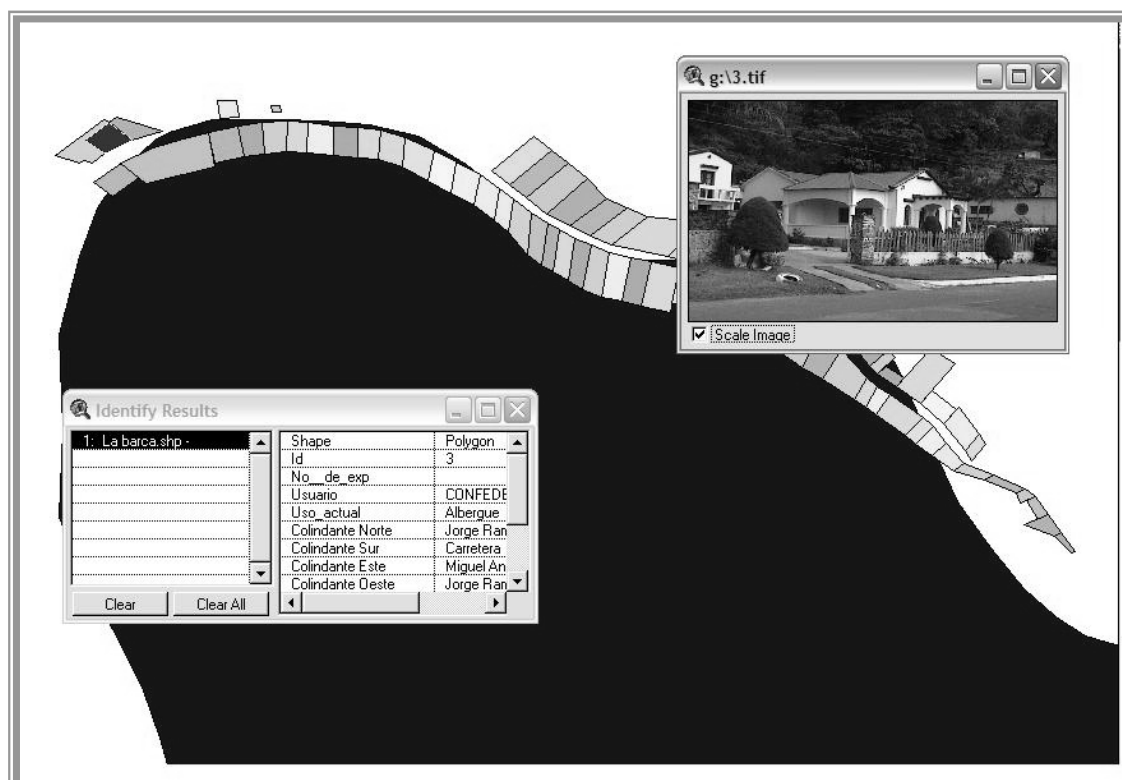 g:\3.tif
Scale Image
Identify Results
1: La barca.shp -
Shape Polygon
Id 3
No__de_exp
Usuario CONFEDE
Uso_actual Albergue
Colindante Norte Jorge Ran
Colindante Sur Carretera
Colindante Este Miguel An
Colindante Oeste Jorge Ran
Clear Clear All